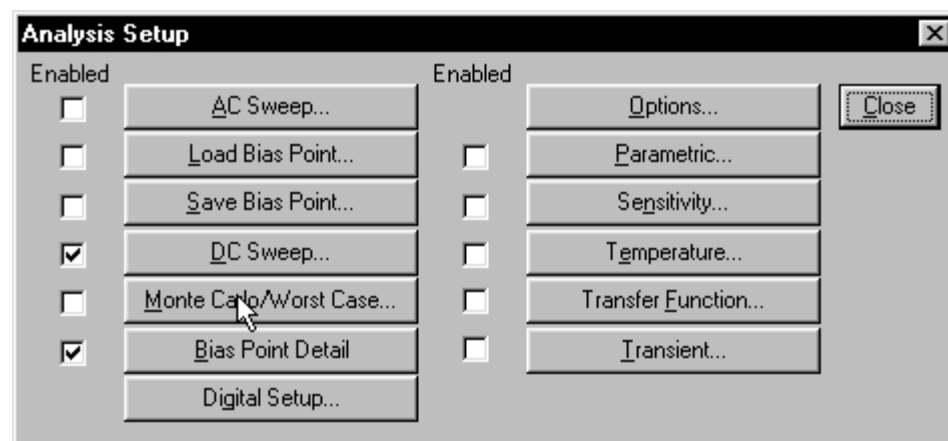 Analysis Setup
Enabled
Enabled
AC Sweep...
Options...
Close
Load Bias Point...
Parametric...
Save Bias Point...
Sensitivity...
DC Sweep...
Temperature...
Monte Carlo/Worst Case...
Transfer Function...
Bias Point Detail
Transient...
Digital Setup...